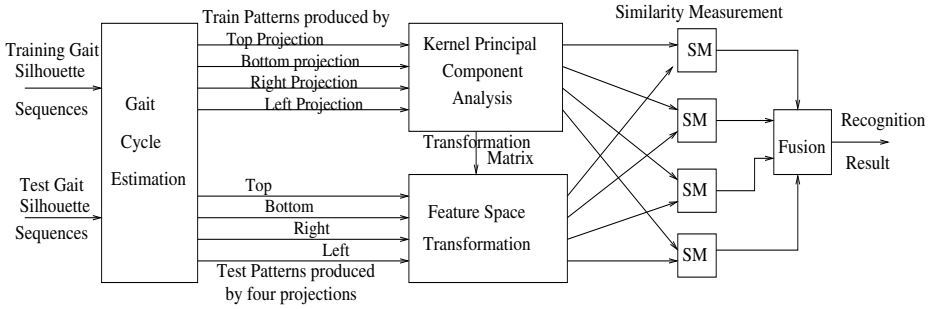 Train Patterns produced by
Top Projection
Bottom projection
Right Projection
Left Projection
Training Gait
Silhouette
Sequences
Test Gait
Silhouette
Sequences
Gait
Cycle
Estimation
Kernel Principal
Component
Analysis
Transformation
Matrix
Top
Bottom
Right
Left
Test Patterns produced
by four projections
Feature Space
Transformation
Similarity Measurement
SM
SM
SM
SM
Fusion
Recognition
Result